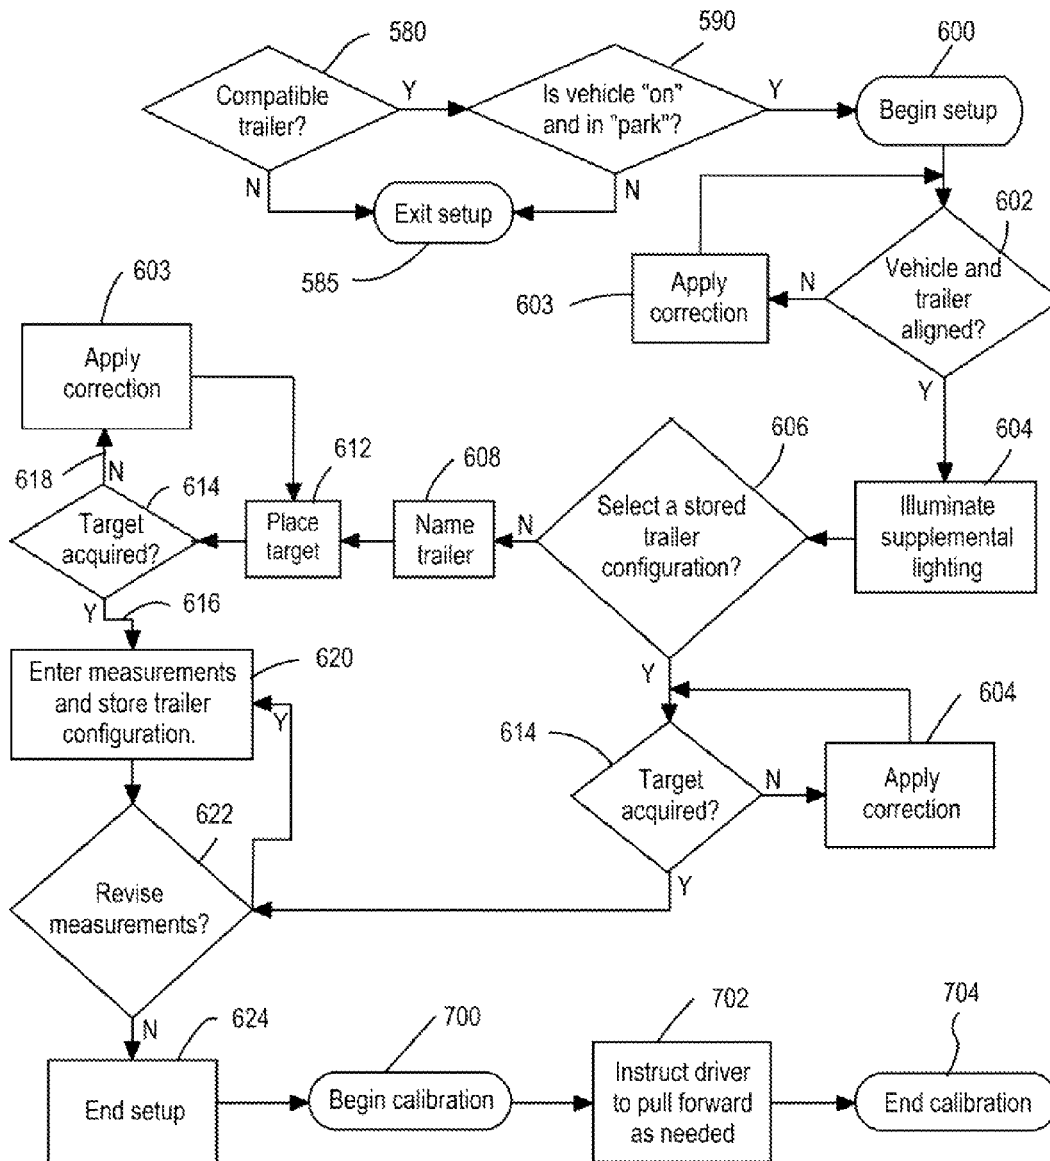 580
590
600
Compatible
trailer?
Y
Is vehicle "on"
and in "park"?
Y
Begin setup
N
N
Exit setup
585
602
Vehicle and
trailer
aligned?
N
Apply
correction
603
Y
603
Apply
correction
618
N
614
Target
acquired?
612
Place
target
608
Name
trailer
N
606
Select a stored
trailer
configuration?
604
Illuminate
supplemental
lighting
Y
616
Y
620
Enter measurements
and store trailer
configuration.
Y
614
Target
acquired?
N
604
Apply
correction
Y
622
Revise
measurements?
N
624
End setup
700
Begin calibration
702
Instruct driver
to pull forward
as needed
704
End calibration